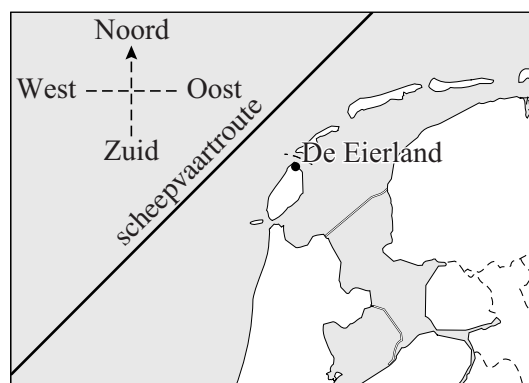 Noord
West Oost
Zuid
scheepvaartroute
De Eierland